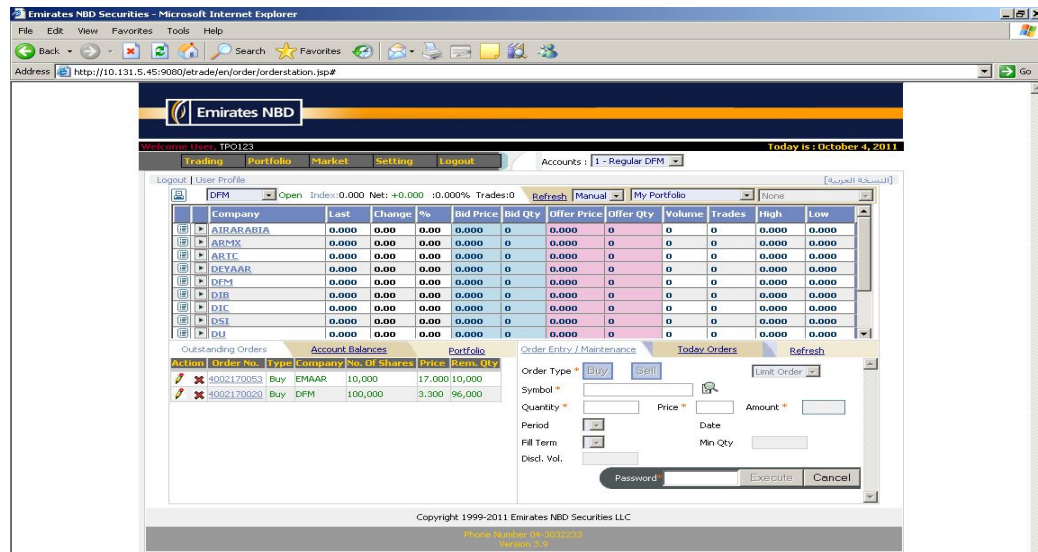 Emirates NBD Securities - Microsoft Internet Explorer
File Edit View Favorites Tools Help
Back Search Favorites
Address http://10.131.5.45:9080/etrade/en/order/orderstation.jsp# Go
Emirates NBD
Welcome User, TPO123 Today is : October 4, 2011
Trading Portfolio Market Setting Logout Accounts : 1 - Regular DFM
Logout | User Profile [النسخة العربية]
DFM Open Index:0.000 Net: +0.000 :0.000% Trades:0 Refresh Manual My Portfolio None
Company Last Change % Bid Price Bid Qty Offer Price Offer Qty Volume Trades High Low
AIRARABIA 0.000 0.00 0.00 0.000 0 0.000 0 0 0 0.000 0.000
ARMX 0.000 0.00 0.00 0.000 0 0.000 0 0 0 0.000 0.000
ARTC 0.000 0.00 0.00 0.000 0 0.000 0 0 0 0.000 0.000
DEYAAR 0.000 0.00 0.00 0.000 0 0.000 0 0 0 0.000 0.000
DFM 0.000 0.00 0.00 0.000 0 0.000 0 0 0 0.000 0.000
DIB 0.000 0.00 0.00 0.000 0 0.000 0 0 0 0.000 0.000
DIC 0.000 0.00 0.00 0.000 0 0.000 0 0 0 0.000 0.000
DSI 0.000 0.00 0.00 0.000 0 0.000 0 0 0 0.000 0.000
DU 0.000 0.00 0.00 0.000 0 0.000 0 0 0 0.000 0.000
Outstanding Orders Account Balances Portfolio
Action Order No. Type Company No. Of Shares Price Rem. Qty
4002170053 Buy EMAAR 10,000 17.000 10,000
4002170020 Buy DFM 100,000 3.300 96,000
Order Entry / Maintenance Today Orders Refresh
Order Type * Buy Sell Limit Order
Symbol *
Quantity * Price * Amount *
Period Date
Fill Term Min Qty
Discl. Vol.
Password* Execute Cancel
Copyright 1999-2011 Emirates NBD Securities LLC
Phone Number 04-3032233
Version 3.9